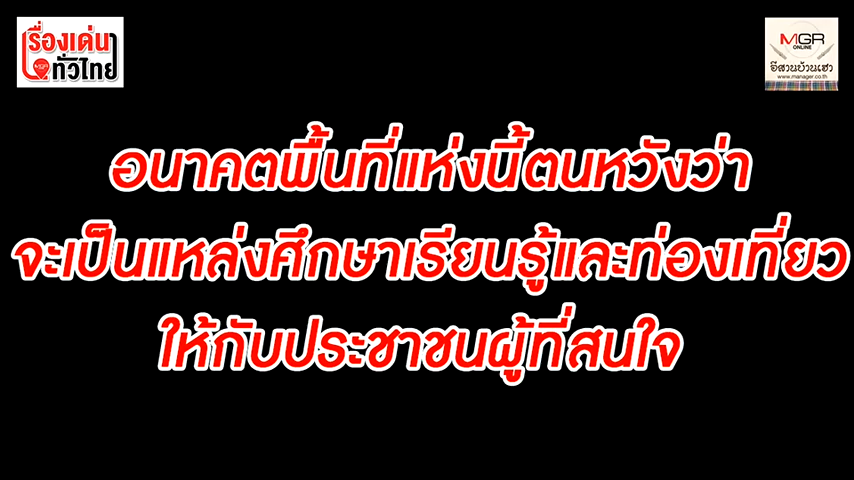 เรื่องเด่น
ทั่วไทย
MGR
MGR
ONLINE
อีสานบ้านเฮา
www.manager.co.th
อนาคตพื้นที่แห่งนี้ตนหวังว่า
จะเป็นแหล่งศึกษาเรียนรู้และท่องเที่ยว
ให้กับประชาชนผู้ที่สนใจ